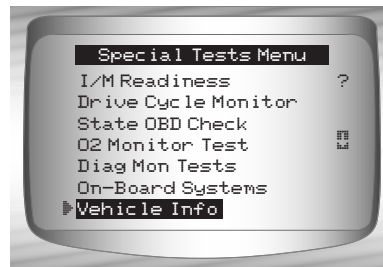 Special Tests Menu
I/M Readiness ?
Drive Cycle Monitor
State OBD Check
O2 Monitor Test
Diag Mon Tests
On-Board Systems
Vehicle Info